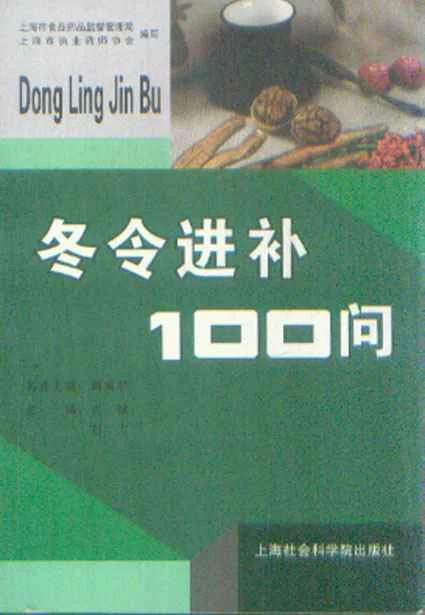 上海市食品药品监督管理局
上海市执业药师协会
编写
Dong Ling Jin Bu
冬令进补
100问
上海社会科学院出版社